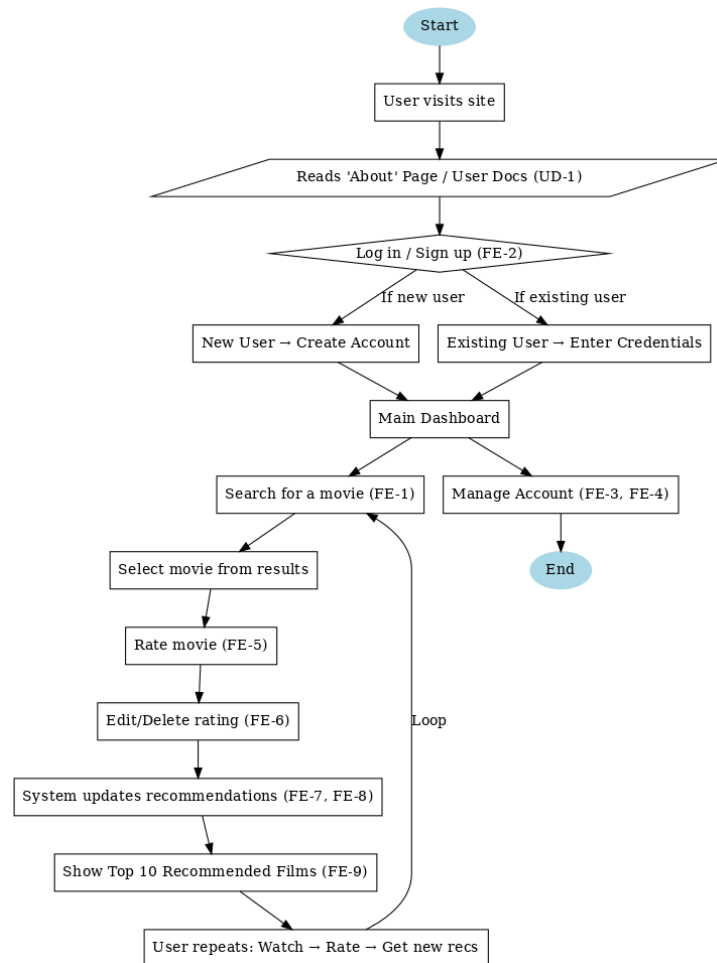 Start
User visits site
Reads 'About' Page / User Docs (UD-1)
Log in / Sign up (FE-2)
If new user
If existing user
New User → Create Account
Existing User → Enter Credentials
Main Dashboard
Search for a movie (FE-1)
Manage Account (FE-3, FE-4)
Select movie from results
End
Rate movie (FE-5)
Edit/Delete rating (FE-6)
Loop
System updates recommendations (FE-7, FE-8)
Show Top 10 Recommended Films (FE-9)
User repeats: Watch → Rate → Get new recs